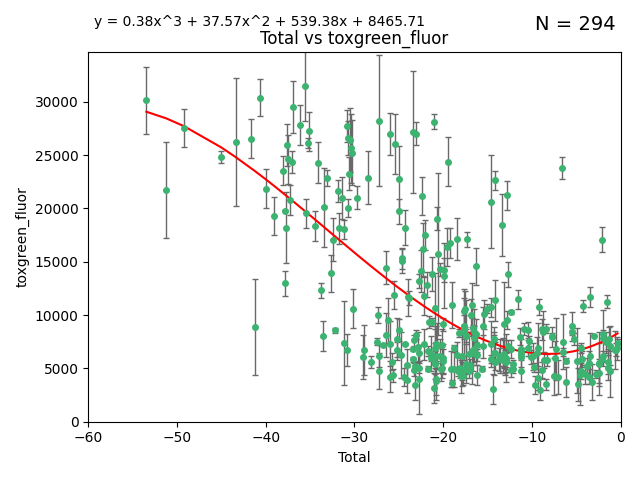 y = 0.38x^3 + 37.57x^2 + 539.38x + 8465.71
N = 294
Total vs toxgreen_fluor
30000
25000
20000
15000
10000
5000
0
toxgreen_fluor
−60
−50
−40
−30
−20
−10
0
Total